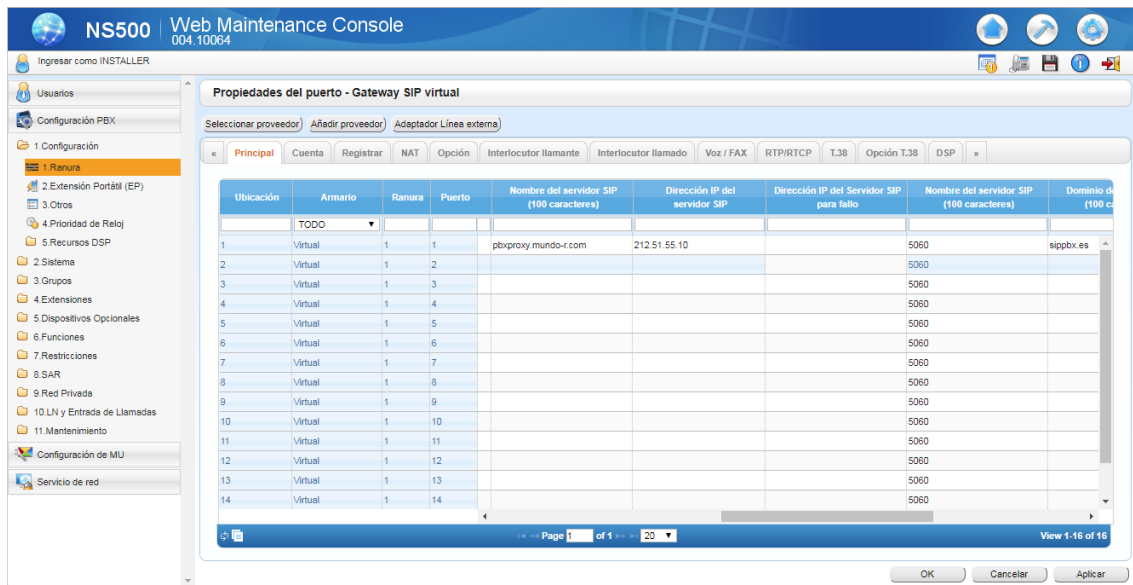 NS500
Web Maintenance Console
004.10064
Ingresar como INSTALLER
Usuarios
Configuración PBX
1.Configuración
1.Ranura
2.Extensión Portátil (EP)
3.Otros
4.Prioridad de Reloj
5.Recursos DSP
2.Sistema
3.Grupos
4.Extensiones
5.Dispositivos Opcionales
6.Funciones
7.Restricciones
8.SAR
9.Red Privada
10.LN y Entrada de Llamadas
11.Mantenimiento
Configuración de MU
Servicio de red
Propiedades del puerto - Gateway SIP virtual
Seleccionar proveedor Añadir proveedor Adaptador Línea externa
« Principal Cuenta Registrar NAT Opción Interlocutor llamante Interlocutor llamado Voz / FAX RTP/RTCP T.38 Opción T.38 DSP »
Ubicación Armario Ranura Puerto Nombre del servidor SIP (100 caracteres) Dirección IP del servidor SIP Dirección IP del Servidor SIP para fallo Nombre del servidor SIP (100 caracteres) Dominio d (100 ca
TODO
1 Virtual 1 1 pbxproxy.mundo-r.com 212.51.55.10 5060 sippbx.es
2 Virtual 1 2 5060
3 Virtual 1 3 5060
4 Virtual 1 4 5060
5 Virtual 1 5 5060
6 Virtual 1 6 5060
7 Virtual 1 7 5060
8 Virtual 1 8 5060
9 Virtual 1 9 5060
10 Virtual 1 10 5060
11 Virtual 1 11 5060
12 Virtual 1 12 5060
13 Virtual 1 13 5060
14 Virtual 1 14 5060
Page 1 of 1 20 View 1-16 of 16
OK Cancelar Aplicar